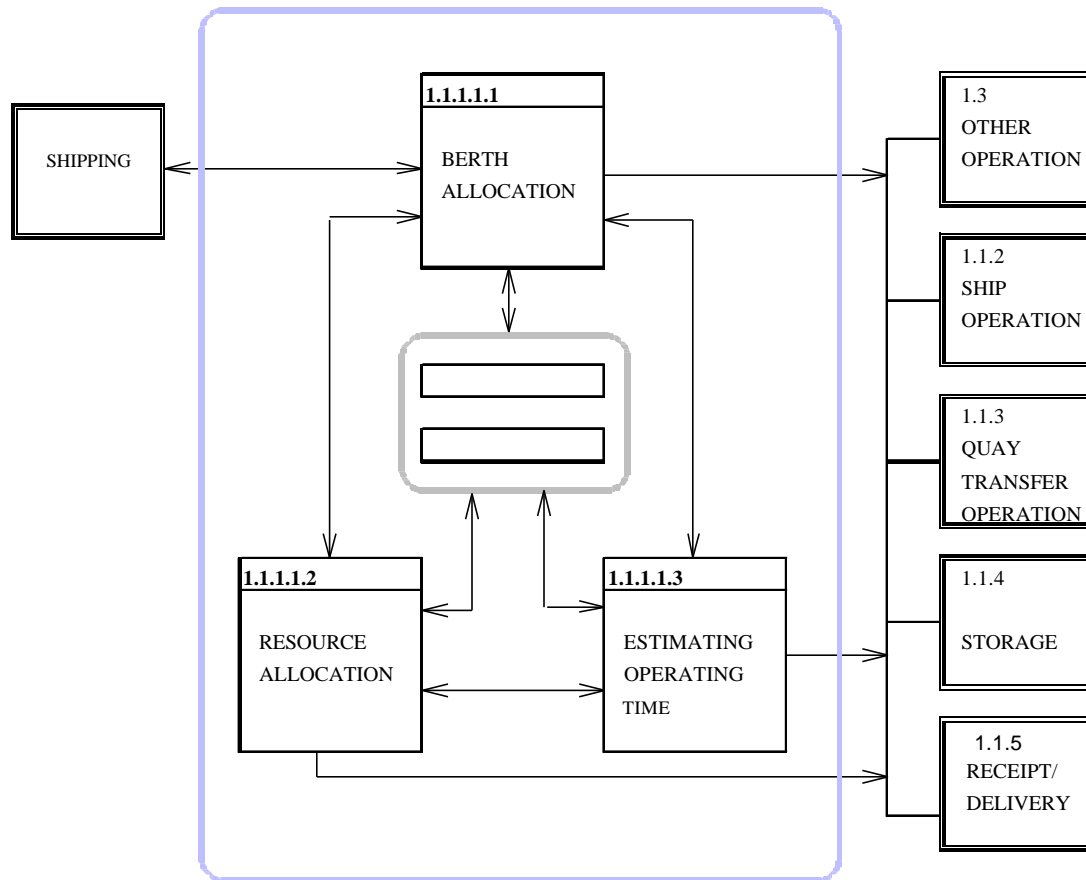 SHIPPING
1.1.1.1.1
BERTH
ALLOCATION
1.1.1.1.2
RESOURCE
ALLOCATION
1.1.1.1.3
ESTIMATING
OPERATING
TIME
1.3
OTHER
OPERATION
1.1.2
SHIP
OPERATION
1.1.3
QUAY
TRANSFER
OPERATION
1.1.4
STORAGE
1.1.5
RECEIPT/
DELIVERY